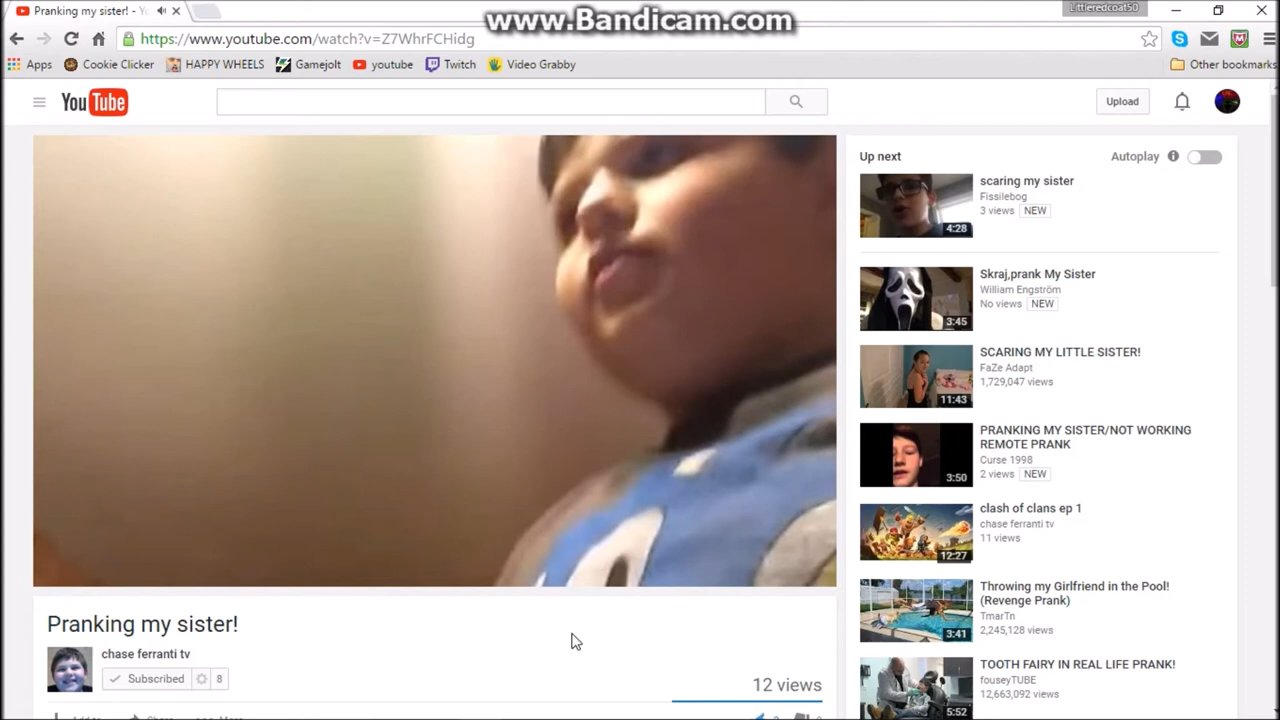 www.Bandicam.com
Pranking my sister! - Yo
Littleredcoat50
https://www.youtube.com/watch?v=Z7WhrFCHidg
Apps Cookie Clicker HAPPY WHEELS Gamejolt youtube Twitch Video Grabby Other bookmarks
YouTube
Upload
Up next Autoplay
scaring my sister
Fissilebog
3 views NEW
4:28
Skraj,prank My Sister
William Engström
No views NEW
3:45
SCARING MY LITTLE SISTER!
FaZe Adapt
1,729,047 views
11:43
PRANKING MY SISTER/NOT WORKING
REMOTE PRANK
Curse 1998
2 views NEW
3:50
clash of clans ep 1
chase ferranti tv
11 views
12:27
Throwing my Girlfriend in the Pool!
(Revenge Prank)
TmarTn
2,245,128 views
3:41
TOOTH FAIRY IN REAL LIFE PRANK!
fouseyTUBE
12,663,092 views
5:52
Pranking my sister!
chase ferranti tv
Subscribed 8
12 views